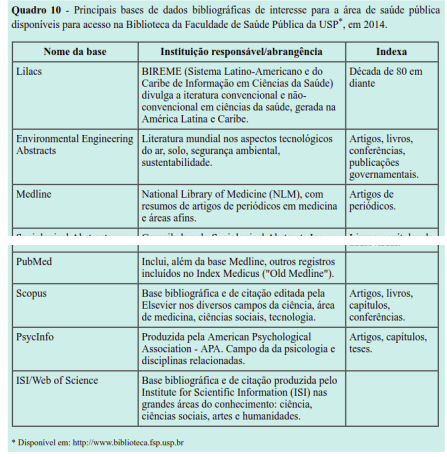 Quadro 10 - Principais bases de dados bibliográficas de interesse para a área de saúde pública
disponíveis para acesso na Biblioteca da Faculdade de Saúde Pública da USP*, em 2014.
Nome da base
Instituição responsável/abrangência
Indexa
Lilacs
BIREME (Sistema Latino-Americano e do
Caribe de Informação em Ciências da Saúde)
divulga a iteratura convencional e não-
convencional em ciências da saúde, gerada na
América Latina e Caribe.
Década de 80 em
diante
Environmental Engineering
Abstracts
Literatura mundial nos aspectos tecnológicos
do ar, solo, segurança ambiental,
sustentabilidade.
Artigos, livros,
conferências,
publicações
governamentais.
Medline
National Library of Medicine (NLM), com
resumos de artigos de periódicos em medicina
e áreas afins.
Artigos de
periódicos.
PubMed
Inclui, além da base Medline, outros registros
incluídos no Index Medicus ("Old Medline").
Scopus
Base bibliográfica e de citação editada pela
Elsevier nos diversos campos da ciência, área
de medicina, ciências sociais, tecnologia.
Artigos, livros,
capítulos,
conferências.
PsycInfo
Produzida pela American Psychological
Association - APA. Campo da da psicologia e
disciplinas relacionadas.
Artigos, capítulos,
teses.
ISI/Web of Science
Base bibliográfica e de citação produzida pelo
Institute for Scientific Information (ISI) nas
grandes áreas do conhecimento: ciência,
ciências sociais, artes e humanidades.
* Disponível em: http://www.biblioteca.fsp.usp.br